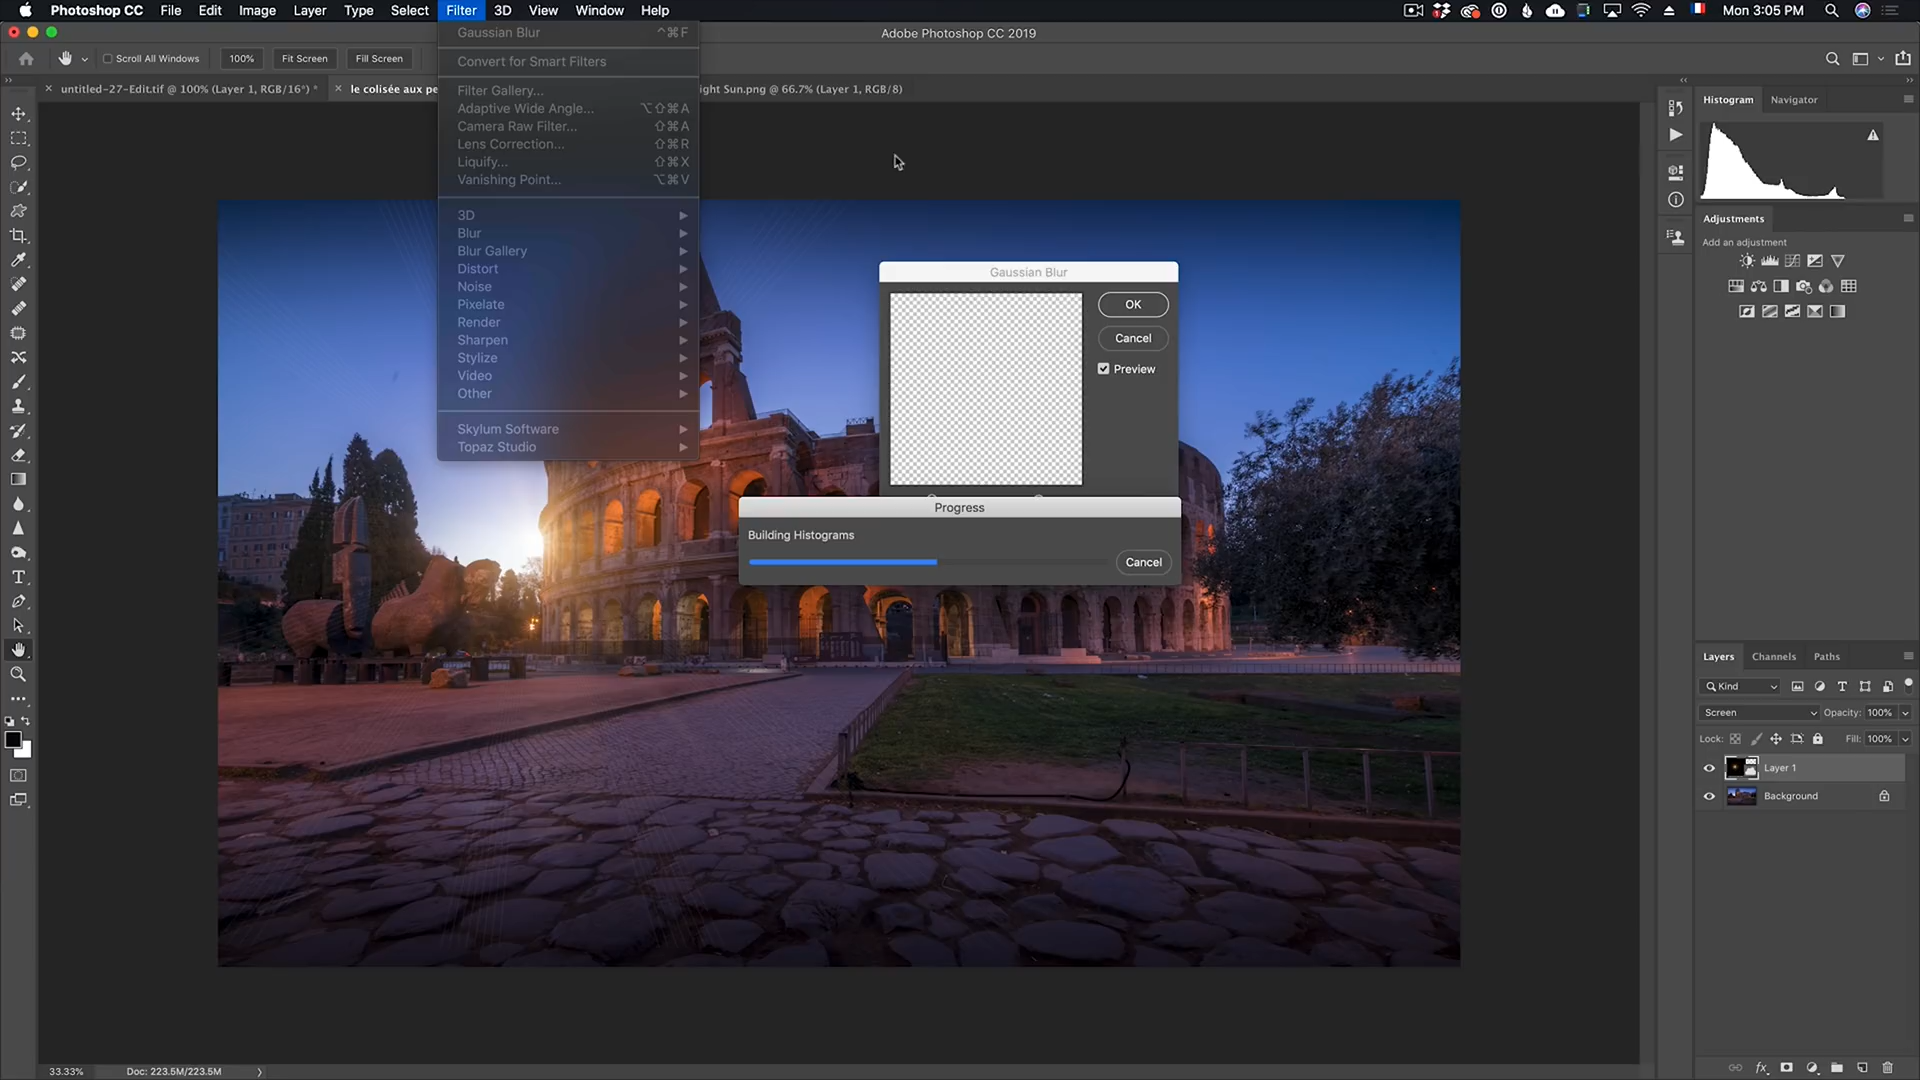 Photoshop CC File Edit Image Layer Type Select Filter 3D View Window Help Mon 3:05 PM
Adobe Photoshop CC 2019
Scroll All Windows 100% Fit Screen Fill Screen
untitled-27-Edit.tif @ 100% (Layer 1, RGB/16*) * le colisée aux pe ight Sun.png @ 66.7% (Layer 1, RGB/8)
Gaussian Blur ^⌘F
Convert for Smart Filters
Filter Gallery...
Adaptive Wide Angle... ⌥⇧⌘A
Camera Raw Filter... ⇧⌘A
Lens Correction... ⇧⌘R
Liquify... ⇧⌘X
Vanishing Point... ⌥⌘V
3D
Blur
Blur Gallery
Distort
Noise
Pixelate
Render
Sharpen
Stylize
Video
Other
Skylum Software
Topaz Studio
Gaussian Blur
OK
Cancel
Preview
Progress
Building Histograms
Cancel
Histogram Navigator
Adjustments
Add an adjustment
Layers Channels Paths
Kind
Screen Opacity: 100%
Lock: Fill: 100%
Layer 1
Background
33.33% Doc: 223.5M/223.5M